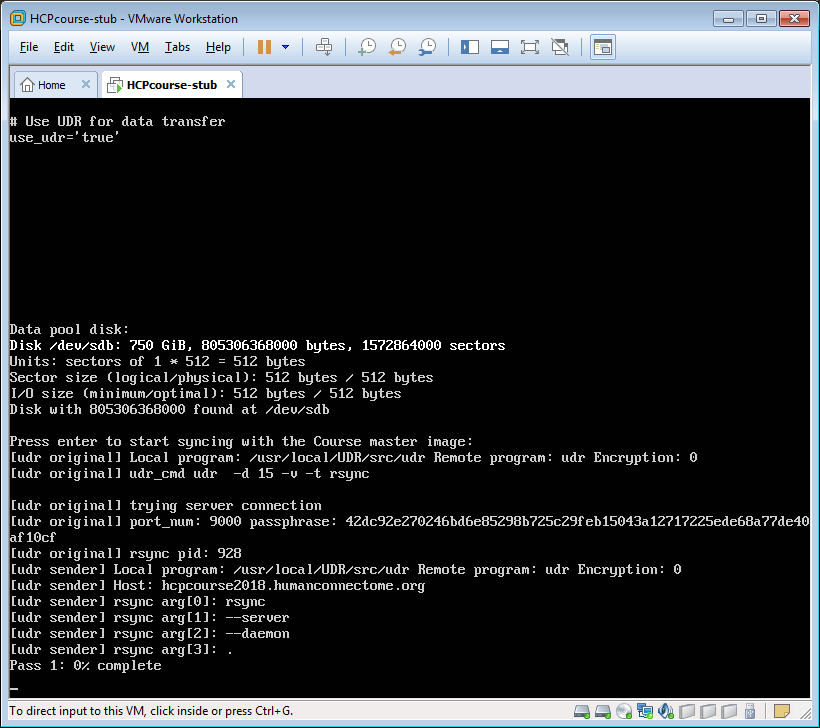 HCPcourse-stub - VMware Workstation
File Edit View VM Tabs Help
Home HCPcourse-stub
# Use UDR for data transfer
use_udr='true'
Data pool disk:
Disk /dev/sdb: 750 GiB, 805306368000 bytes, 1572864000 sectors
Units: sectors of 1 * 512 = 512 bytes
Sector size (logical/physical): 512 bytes / 512 bytes
I/O size (minimum/optimal): 512 bytes / 512 bytes
Disk with 805306368000 found at /dev/sdb
Press enter to start syncing with the Course master image:
[udr original] Local program: /usr/local/UDR/src/udr Remote program: udr Encryption: 0
[udr original] udr_cmd udr  -d 15 -v -t rsync
[udr original] trying server connection
[udr original] port_num: 9000 passphrase: 42dc92e270246bd6e85298b725c29feb15043a12717225ede68a77de40
af10cf
[udr original] rsync pid: 928
[udr sender] Local program: /usr/local/UDR/src/udr Remote program: udr Encryption: 0
[udr sender] Host: hcpcourse2018.humanconnectome.org
[udr sender] rsync arg[0]: rsync
[udr sender] rsync arg[1]: --server
[udr sender] rsync arg[2]: --daemon
[udr sender] rsync arg[3]: .
Pass 1: 0% complete
To direct input to this VM, click inside or press Ctrl+G.